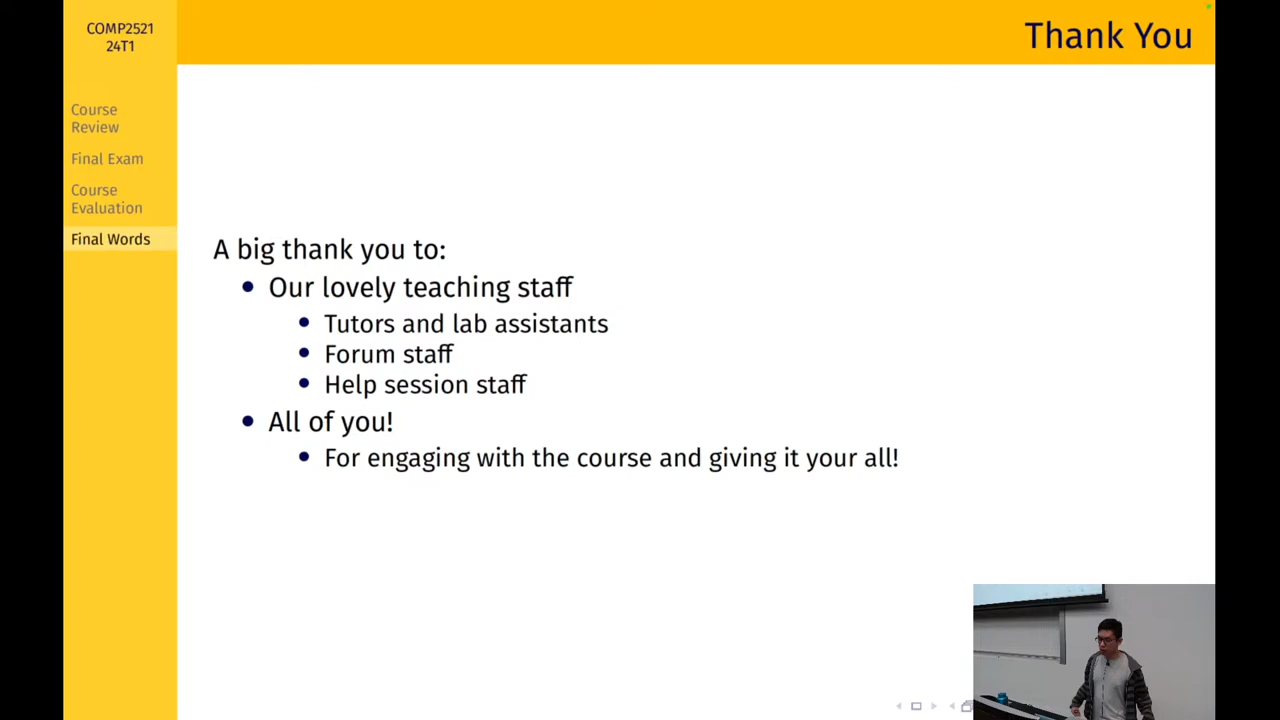 COMP2521
24T1
Thank You
Course
Review
Final Exam
Course
Evaluation
Final Words
A big thank you to:
• Our lovely teaching staff
• Tutors and lab assistants
• Forum staff
• Help session staff
• All of you!
• For engaging with the course and giving it your all!